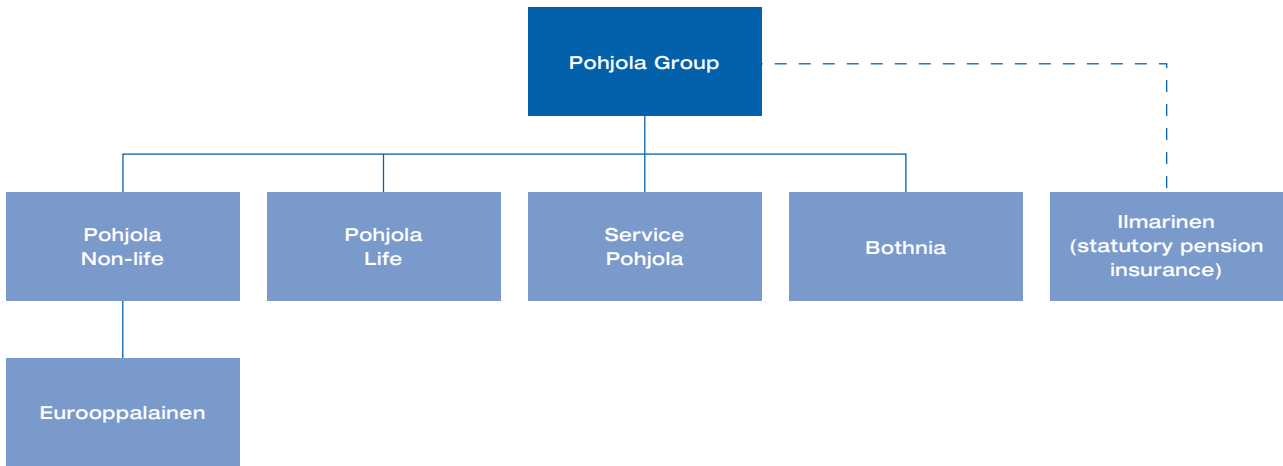 Pohjola Group
Pohjola
Non-life
Pohjola
Life
Service
Pohjola
Bothnia
Ilmarinen
(statutory pension
insurance)
Eurooppalainen